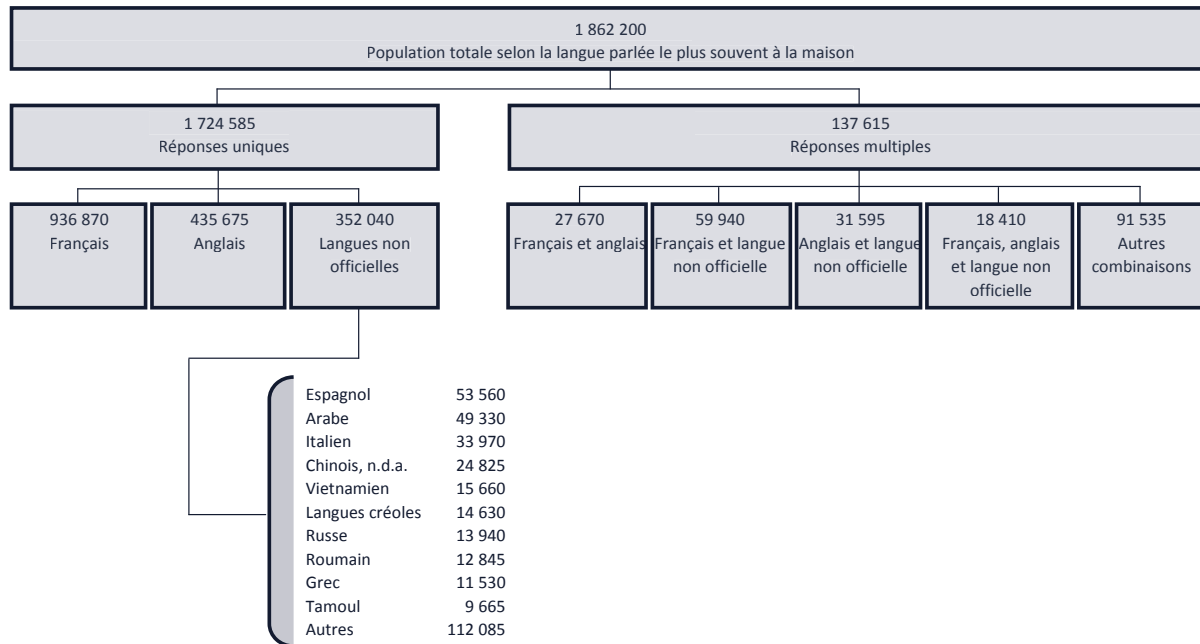 1 862 200
Population totale selon la langue parlée le plus souvent à la maison
1 724 585
Réponses uniques
137 615
Réponses multiples
936 870
Français
435 675
Anglais
352 040
Langues non
officielles
27 670
Français et anglais
59 940
Français et langue
non officielle
31 595
Anglais et langue
non officielle
18 410
Français, anglais
et langue non
officielle
91 535
Autres
combinaisons
Espagnol 53 560
Arabe 49 330
Italien 33 970
Chinois, n.d.a. 24 825
Vietnamien 15 660
Langues créoles 14 630
Russe 13 940
Roumain 12 845
Grec 11 530
Tamoul 9 665
Autres 112 085